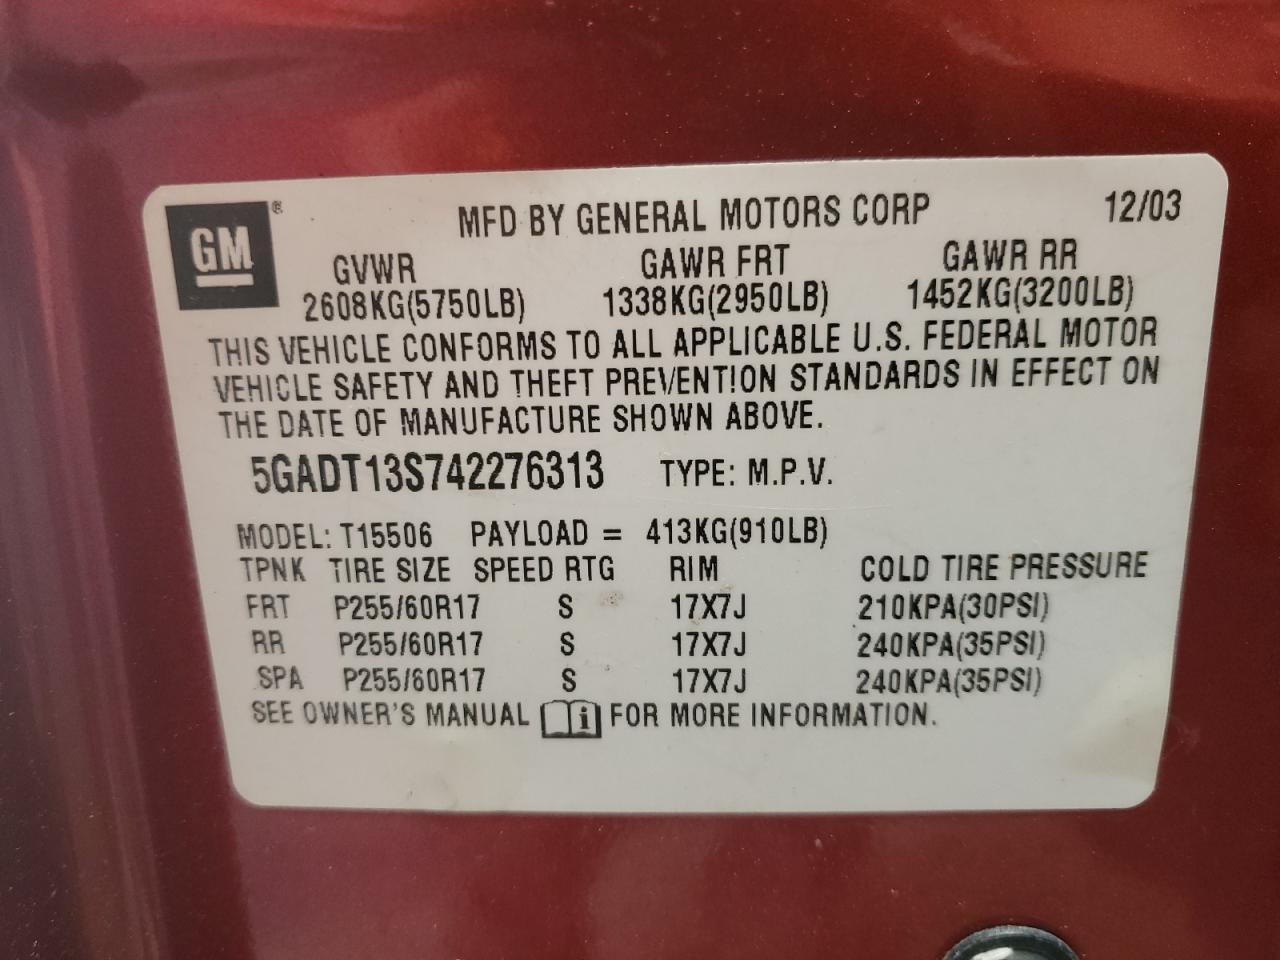 GM ®
MFD BY GENERAL MOTORS CORP 12/03
GVWR GAWR FRT GAWR RR
2608KG(5750LB) 1338KG(2950LB) 1452KG(3200LB)
THIS VEHICLE CONFORMS TO ALL APPLICABLE U.S. FEDERAL MOTOR
VEHICLE SAFETY AND THEFT PREVENTION STANDARDS IN EFFECT ON
THE DATE OF MANUFACTURE SHOWN ABOVE.
5GADT13S742276313 TYPE: M.P.V.
MODEL: T15506 PAYLOAD = 413KG(910LB)
TPNK TIRE SIZE SPEED RTG RIM COLD TIRE PRESSURE
FRT P255/60R17 S 17X7J 210KPA(30PSI)
RR P255/60R17 S 17X7J 240KPA(35PSI)
SPA P255/60R17 S 17X7J 240KPA(35PSI)
SEE OWNER'S MANUAL i FOR MORE INFORMATION.